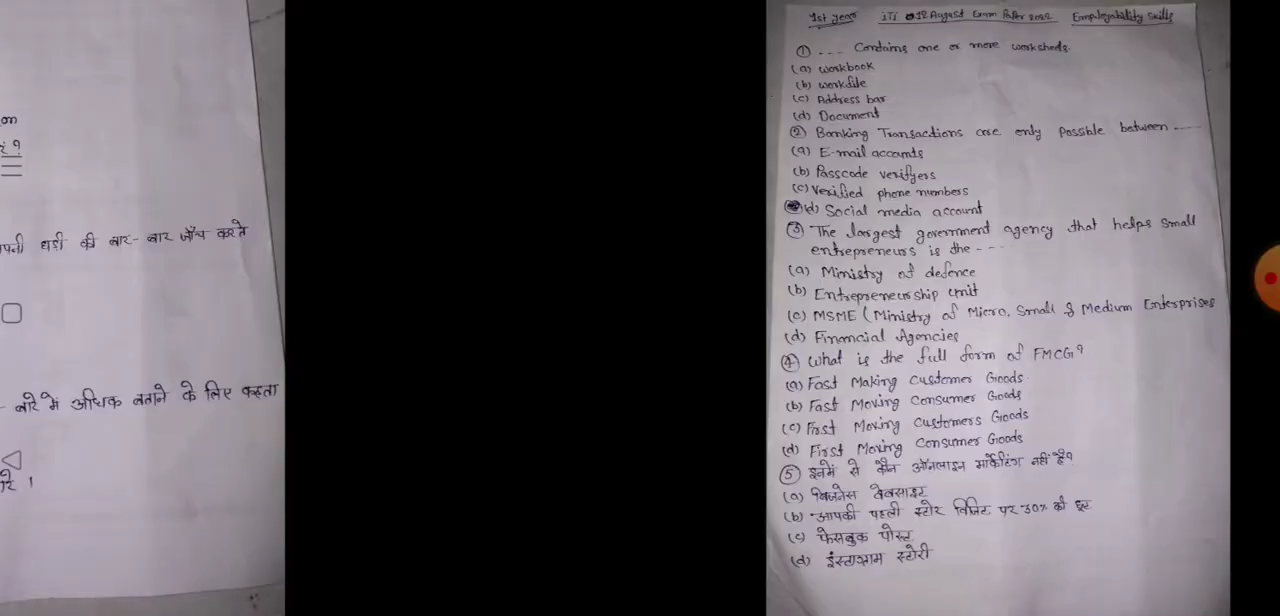 on
पनी घड़ी की बार-बार जाँच करते
बारे में अधिक बताने के लिए कहता
1st year iTi 12 August Exam Paper 2022 Employability Skills
① --- Contains one or more worksheets.
(a) workbook
(b) workfile
(c) Address bar
(d) Document
② Banking Transactions are only possible between ----
(a) E-mail accounts
(b) Passcode verifyers
(c) Verified phone numbers
(d) Social media account
③ The largest government agency that helps small
entrepreneurs is the ----
(a) Ministry of defence
(b) Entrepreneurship unit
(c) MSME (Ministry of Micro, Small & Medium Enterprises
(d) Financial Agencies
④ What is the full form of FMCG?
(a) Fast Making Customer Goods.
(b) Fast Moving Consumer Goods
(c) First Moving Customers Goods
(d) First Moving Consumer Goods
⑤ इनमें से कौन ऑनलाइन मार्केटिंग नहीं है?
(a) बिजनेस वेबसाइट
(b) आपकी पहली स्टोर विजिट पर 30% की छूट
(c) फेसबुक पोस्ट
(d) इंस्टाग्राम स्टोरी